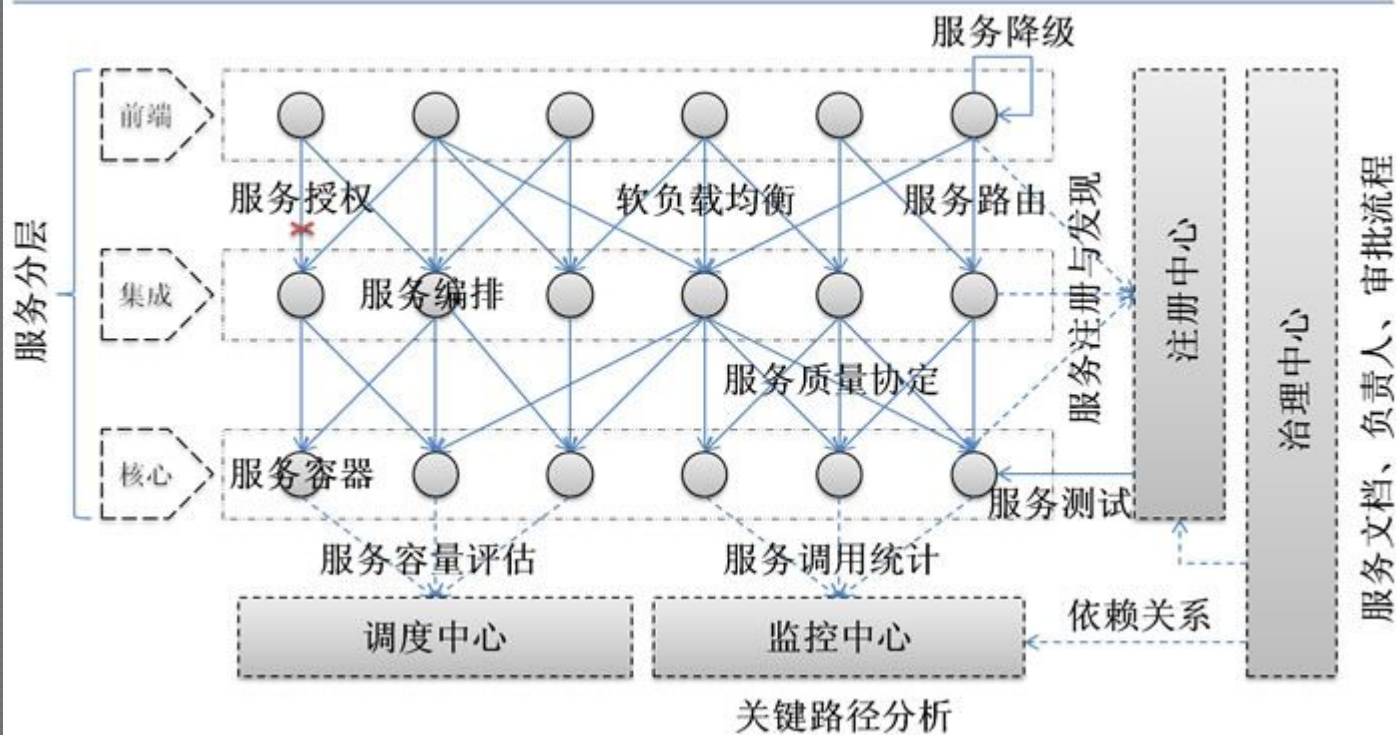 服务降级
前端
服务授权
软负载均衡
服务路由
服务分层
集成
服务编排
服务注册与发现
注册中心
治理中心
服务文档、负责人、审批流程
服务质量协定
核心
服务容器
服务测试
服务容量评估
服务调用统计
调度中心
监控中心
依赖关系
关键路径分析